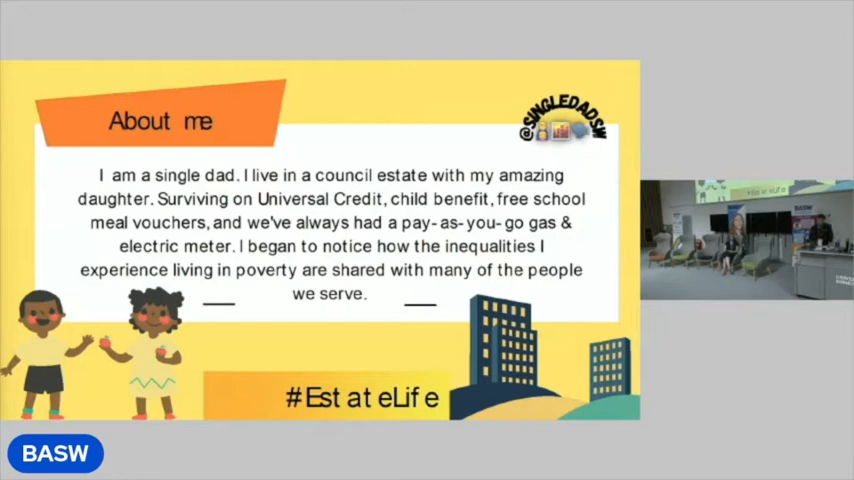 About me
@SINGLEDADSW
I am a single dad. I live in a council estate with my amazing
daughter. Surviving on Universal Credit, child benefit, free school
meal vouchers, and we've always had a pay-as-you-go gas &
electric meter. I began to notice how the inequalities I
experience living in poverty are shared with many of the people
we serve.
#EstateLife
BASW